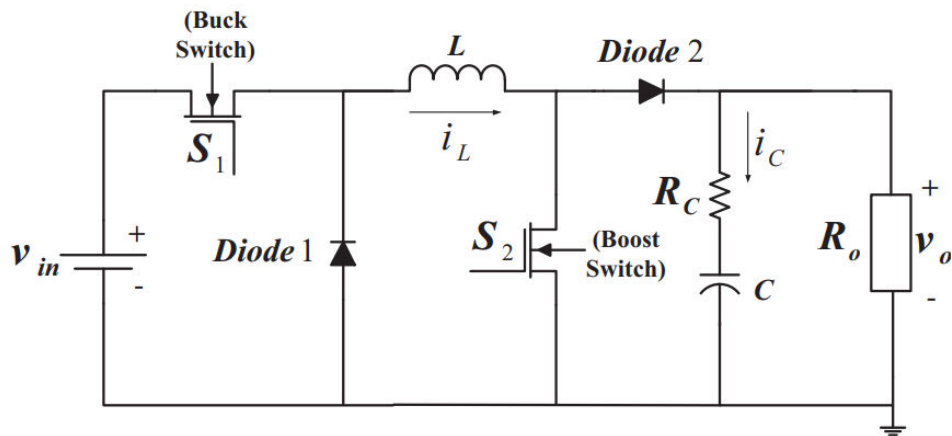 (Buck
Switch)
S₁
L
i_L
Diode 2
i_C
R_C
C
+
v_in
-
Diode 1
S₂
(Boost
Switch)
R_o
+
v_o
-